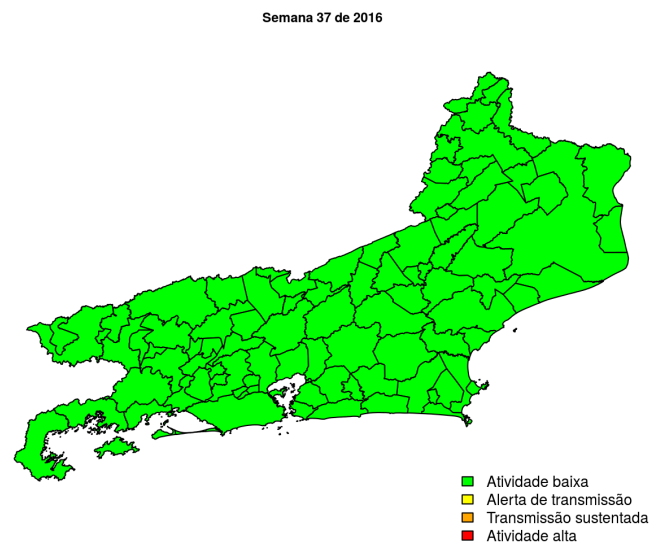 Semana 37 de 2016
Atividade baixa
Alerta de transmissão
Transmissão sustentada
Atividade alta